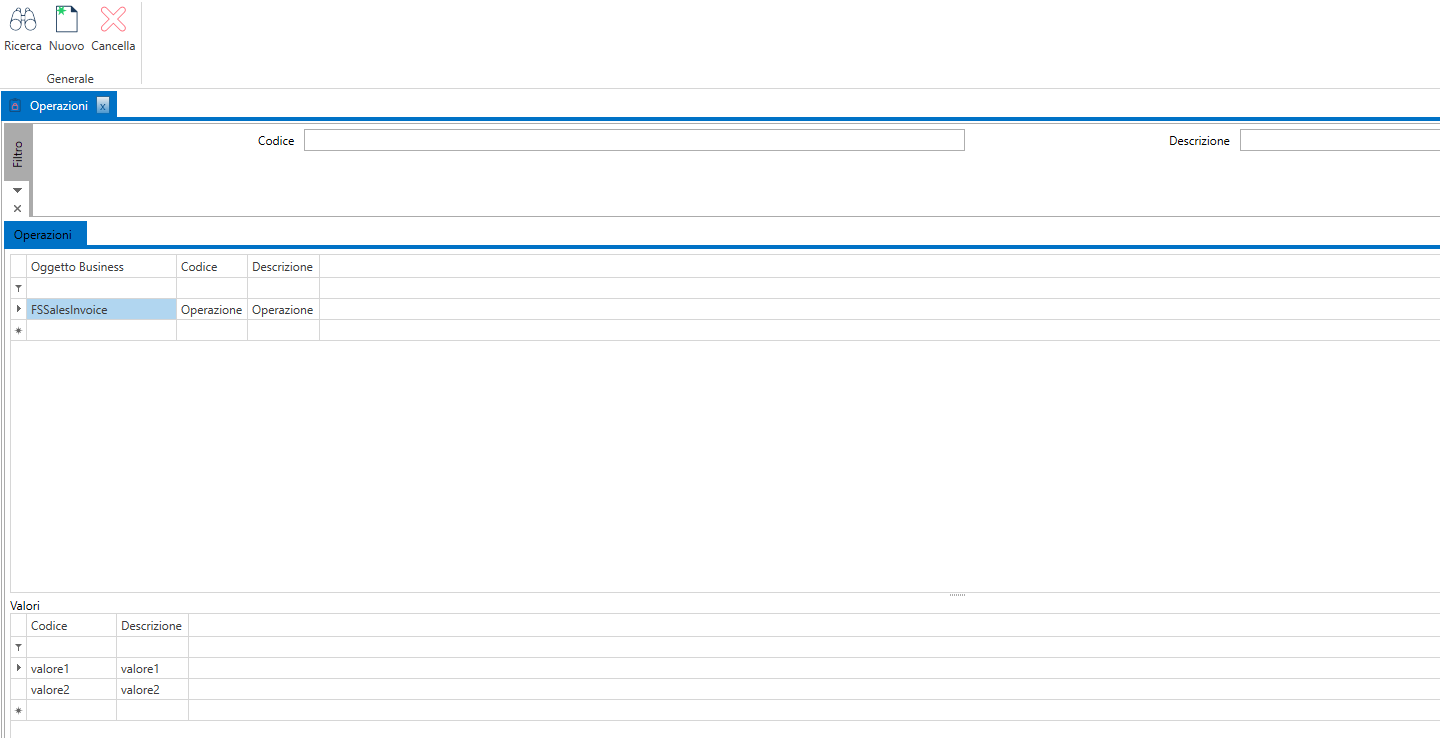 Ricerca Nuovo Cancella
Generale
Operazioni x
Filtro
Codice Descrizione
Operazioni
Oggetto Business Codice Descrizione
FSSalesInvoice Operazione Operazione
Valori
Codice Descrizione
valore1 valore1
valore2 valore2